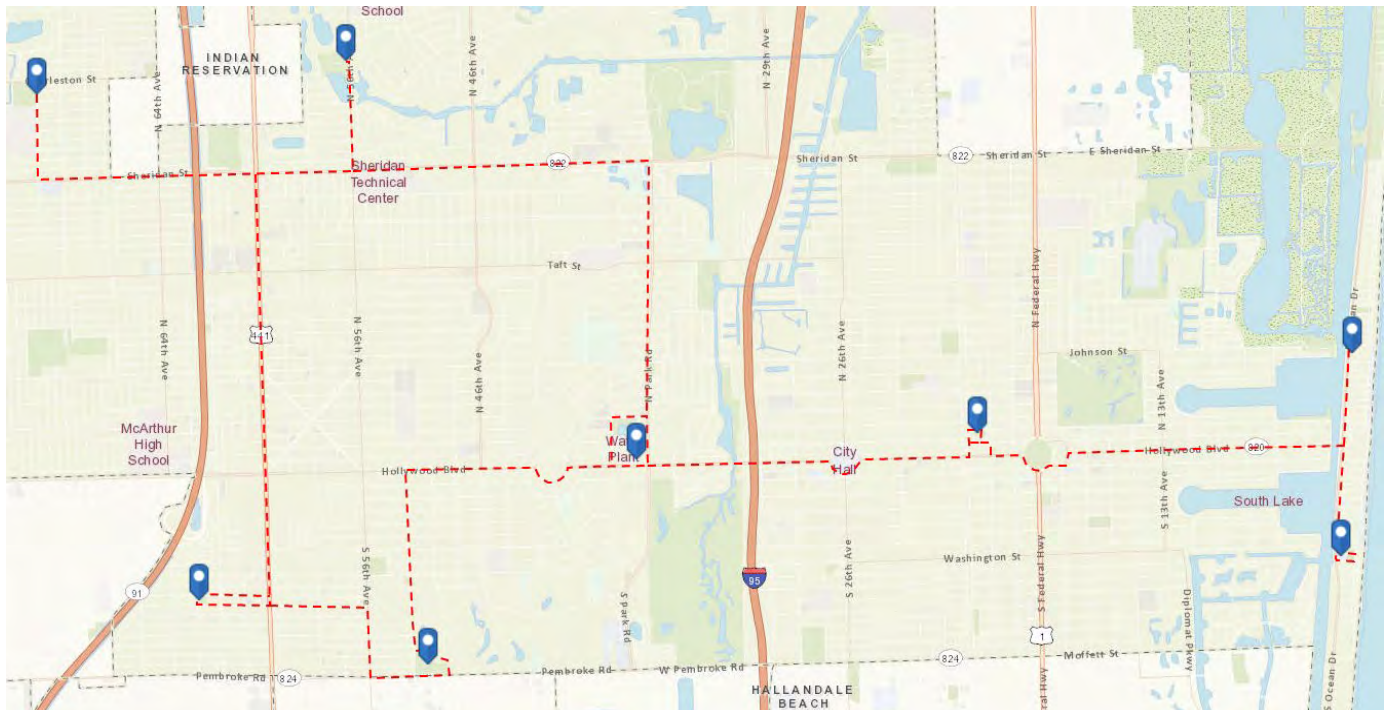 School
INDIAN
RESERVATION
N 64th Ave
N 56th
N 46th Ave
N 29th Ave
Sheridan St
Sheridan
Technical
Center
822
Sheridan St
822
Sheridan St
E Sheridan St
Taft St
441
N 64th Ave
N 56th Ave
N 46th Ave
N Park Rd
N 26th Ave
N Federal Hwy
Johnson St
N 13th Ave
McArthur
High
School
Hollywood Blvd
Plant
City
Hall
Hollywood Blvd
820
South Lake
S 13th Ave
91
S 56th Ave
S Park Rd
95
S 26th Ave
Washington St
S Federal Hwy
1
Diplomat Pkwy
S Ocean Dr
Pembroke Rd
824
Pembroke Rd
W Pembroke Rd
824
Moffett St
HALLANDALE
BEACH